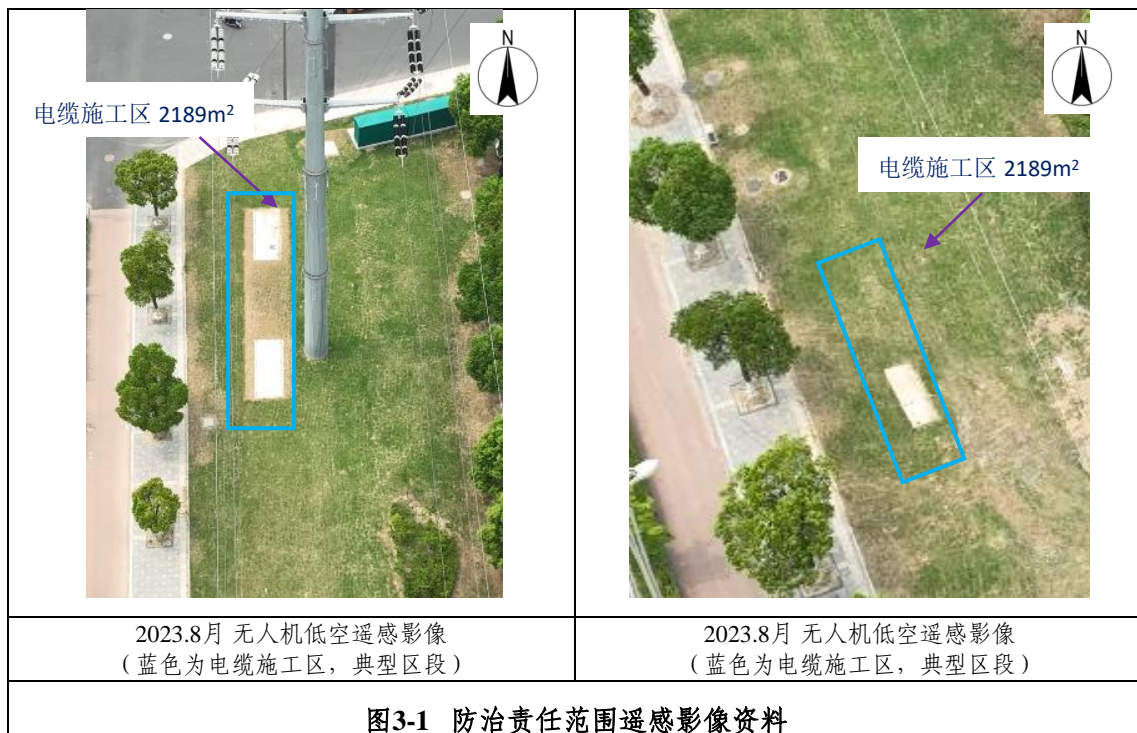 N
电缆施工区 2189m²
N
电缆施工区 2189m²
2023.8月 无人机低空遥感影像
（蓝色为电缆施工区，典型区段）
2023.8月 无人机低空遥感影像
（蓝色为电缆施工区，典型区段）
图3-1 防治责任范围遥感影像资料